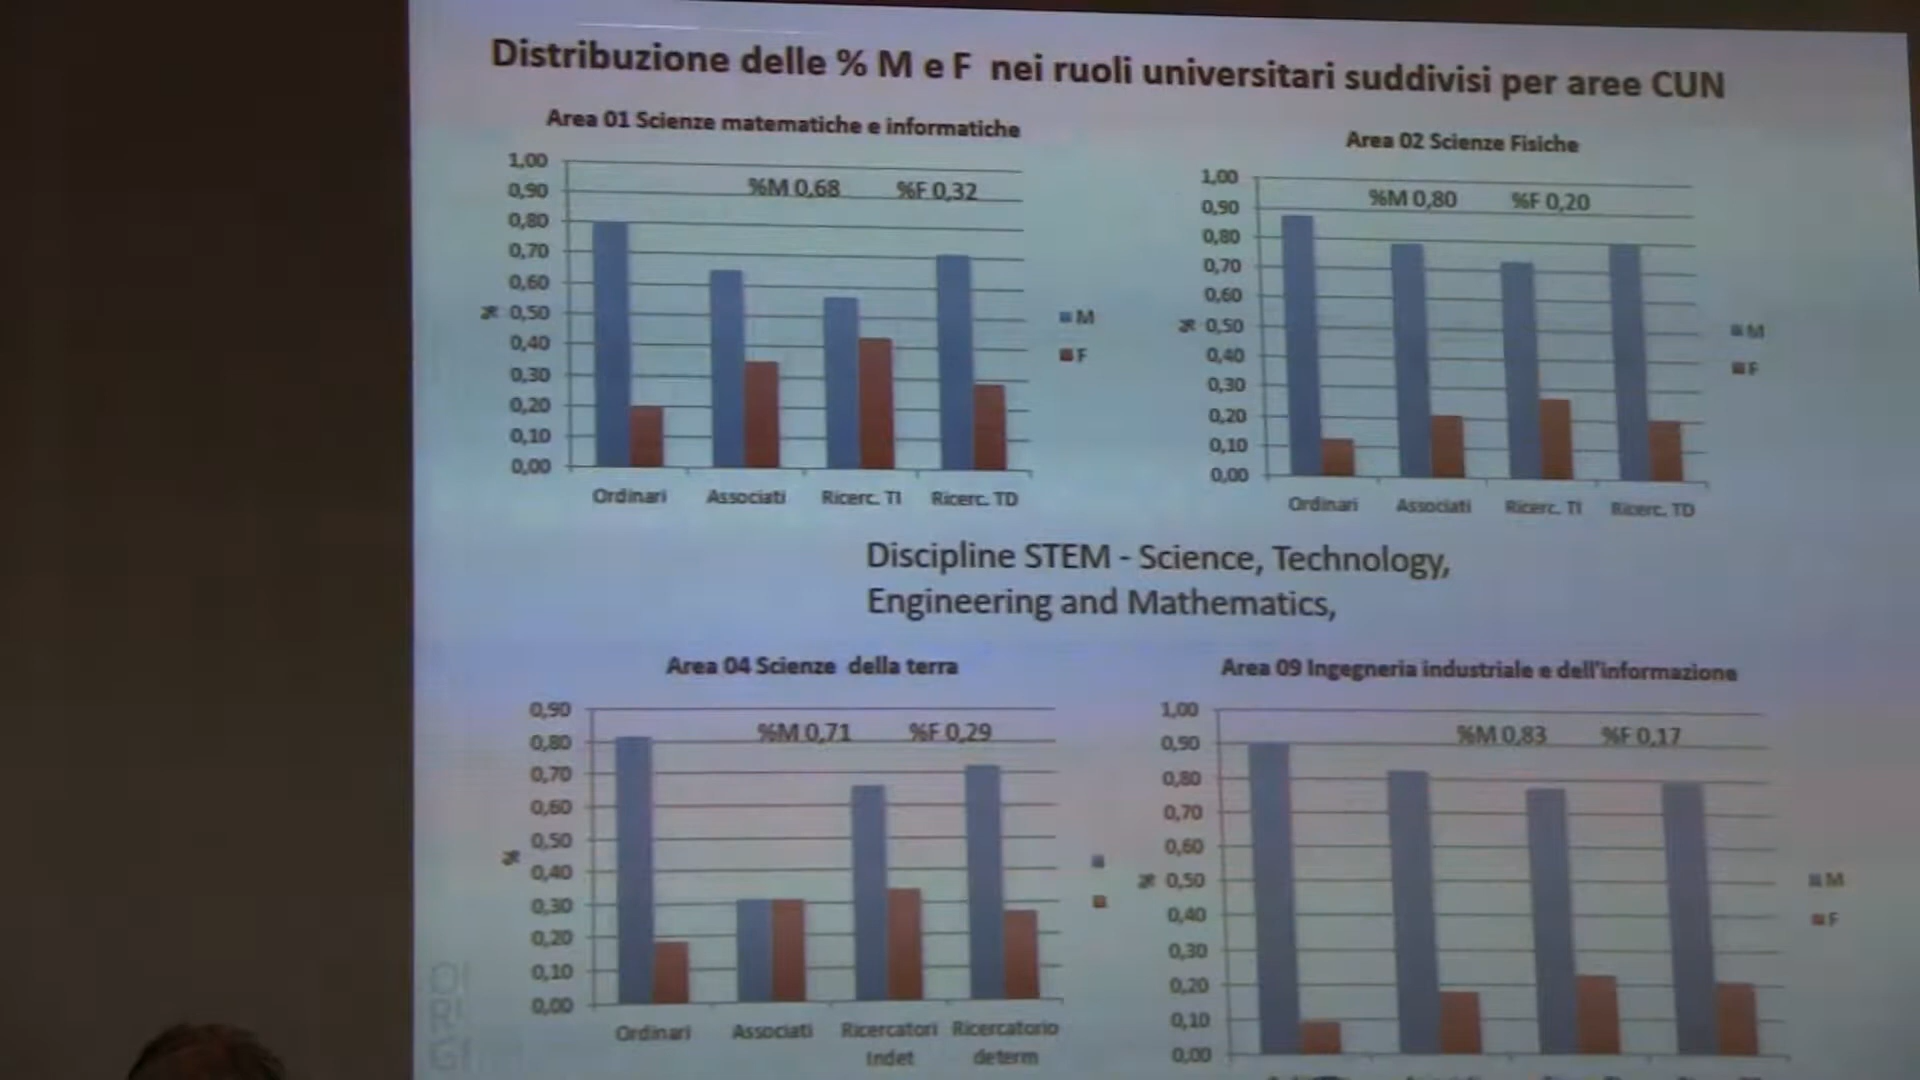 Distribuzione delle % M e F nei ruoli universitari suddivisi per aree CUN
Area 01 Scienze matematiche e informatiche
%M 0,68 %F 0,32
1,00
0,90
0,80
0,70
0,60
0,50
0,40
0,30
0,20
0,10
0,00
%
M
F
Ordinari Associati Ricerc. TI Ricerc. TD
Area 02 Scienze Fisiche
%M 0,80 %F 0,20
1,00
0,90
0,80
0,70
0,60
0,50
0,40
0,30
0,20
0,10
0,00
%
M
F
Ordinari Associati Ricerc. TI Ricerc. TD
Discipline STEM - Science, Technology,
Engineering and Mathematics,
Area 04 Scienze della terra
%M 0,71 %F 0,29
0,90
0,80
0,70
0,60
0,50
0,40
0,30
0,20
0,10
0,00
%
Ordinari Associati Ricercatori Ricercatorio
Indet determ
Area 09 Ingegneria industriale e dell'informazione
%M 0,83 %F 0,17
1,00
0,90
0,80
0,70
0,60
0,50
0,40
0,30
0,20
0,10
0,00
%
M
F